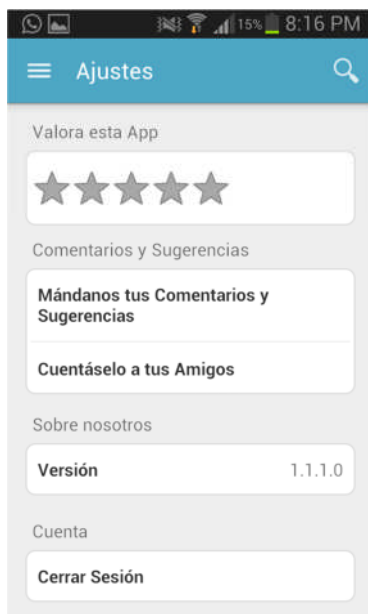 15% 8:16 PM
Ajustes
Valora esta App
Comentarios y Sugerencias
Mándanos tus Comentarios y
Sugerencias
Cuentáselo a tus Amigos
Sobre nosotros
Versión 1.1.1.0
Cuenta
Cerrar Sesión